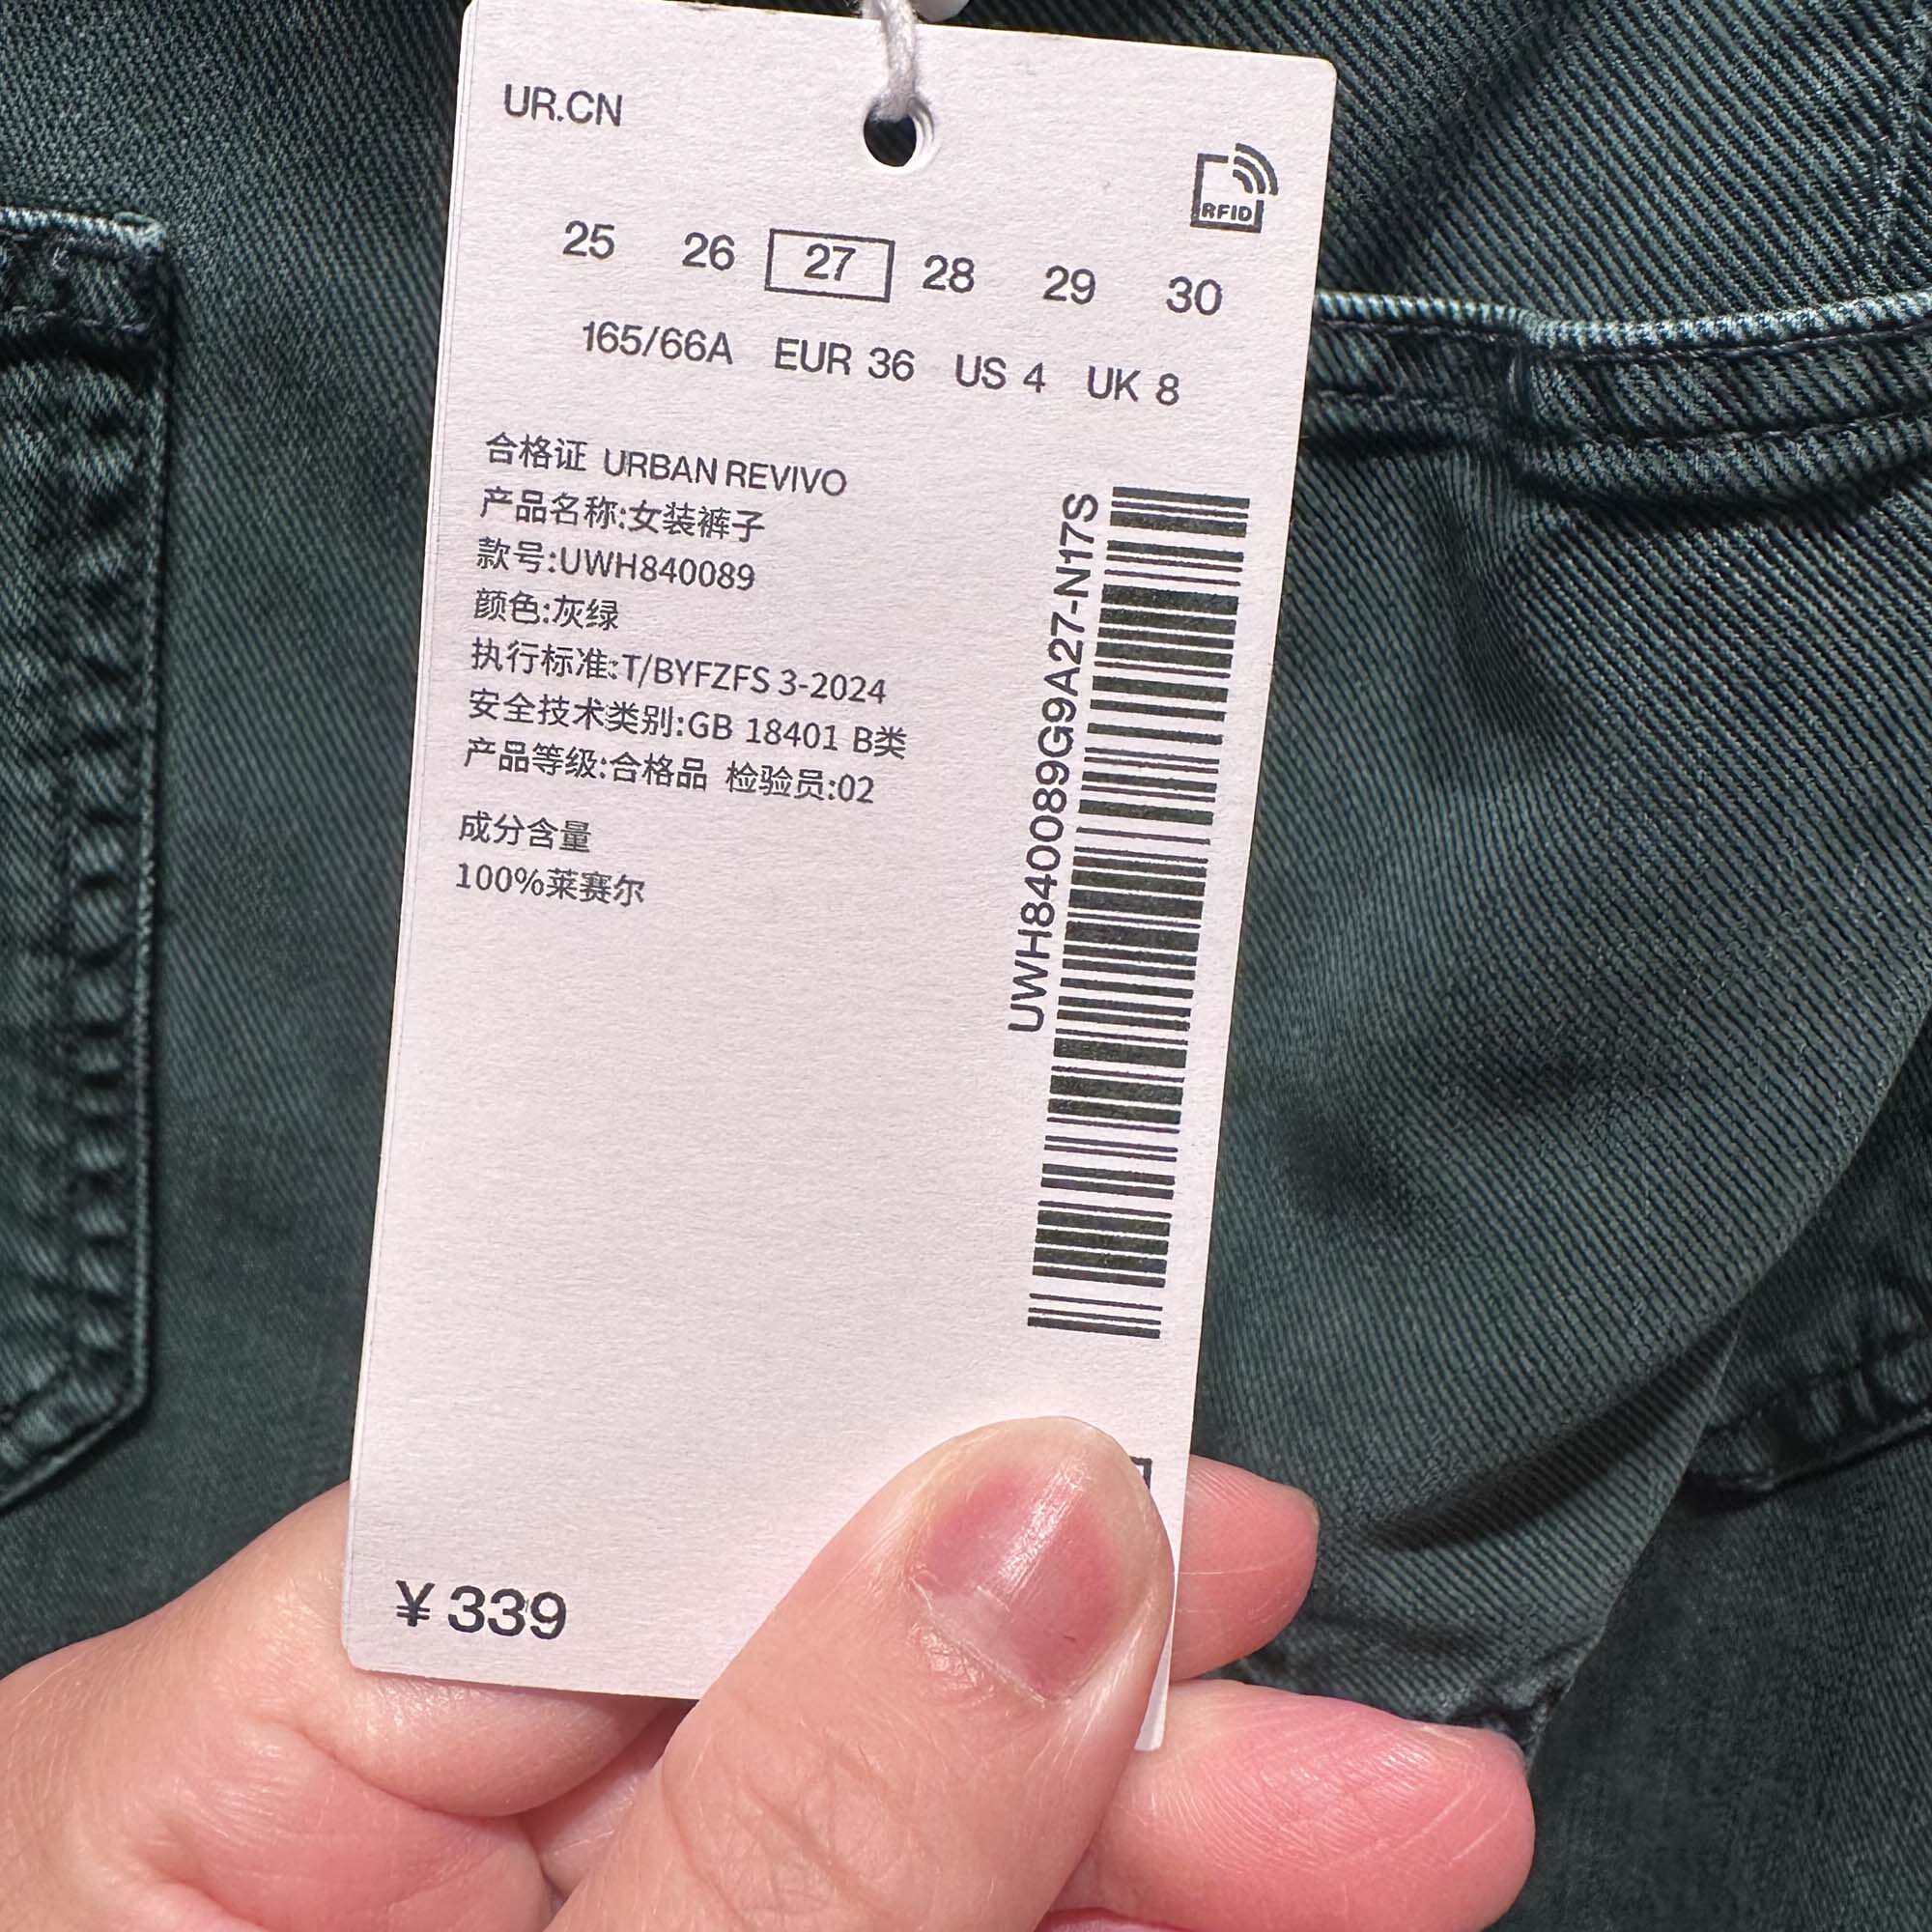 UR.CN
RFID
25 26 27 28 29 30
165/66A EUR 36 US 4 UK 8
合格证 URBAN REVIVO
产品名称:女装裤子
款号:UWH840089
颜色:灰绿
执行标准:T/BYFZFS 3-2024
安全技术类别:GB 18401 B类
产品等级:合格品 检验员:02
成分含量
100%莱赛尔
UWH840089G9A27-N17S
¥339